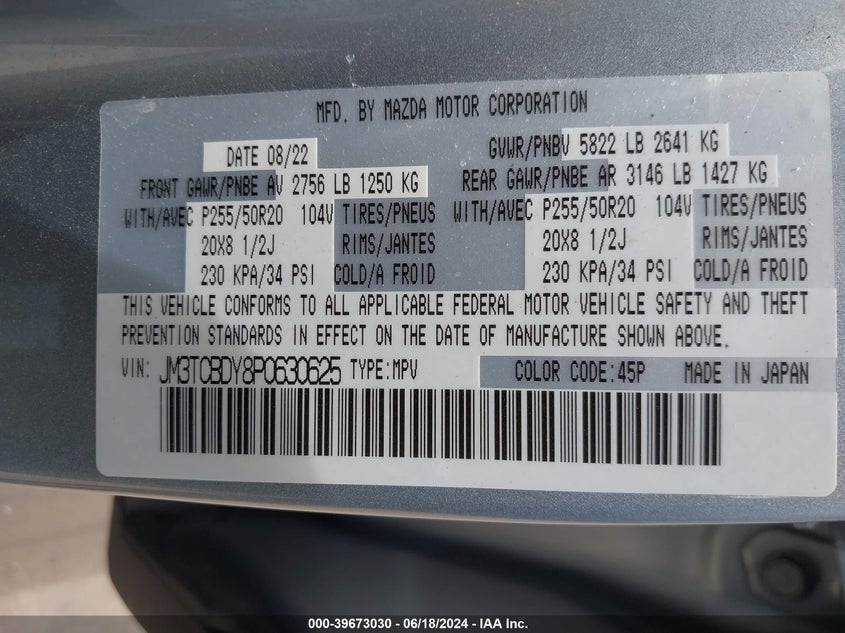 MFD. BY MAZDA MOTOR CORPORATION
DATE 08/22 GVWR/PNBV 5822 LB 2641 KG
FRONT GAWR/PNBE AV 2756 LB 1250 KG REAR GAWR/PNBE AR 3146 LB 1427 KG
WITH/AVEC P255/50R20 104V TIRES/PNEUS WITH/AVEC P255/50R20 104V TIRES/PNEUS
20X8 1/2J RIMS/JANTES 20X8 1/2J RIMS/JANTES
230 KPA/34 PSI COLD/A FROID 230 KPA/34 PSI COLD/A FROID
THIS VEHICLE CONFORMS TO ALL APPLICABLE FEDERAL MOTOR VEHICLE SAFETY AND THEFT
PREVENTION STANDARDS IN EFFECT ON THE DATE OF MANUFACTURE SHOWN ABOVE.
VIN: JM3TCBDY8P0630625 TYPE:MPV COLOR CODE:45P MADE IN JAPAN
000-39673030 - 06/18/2024 - IAA Inc.